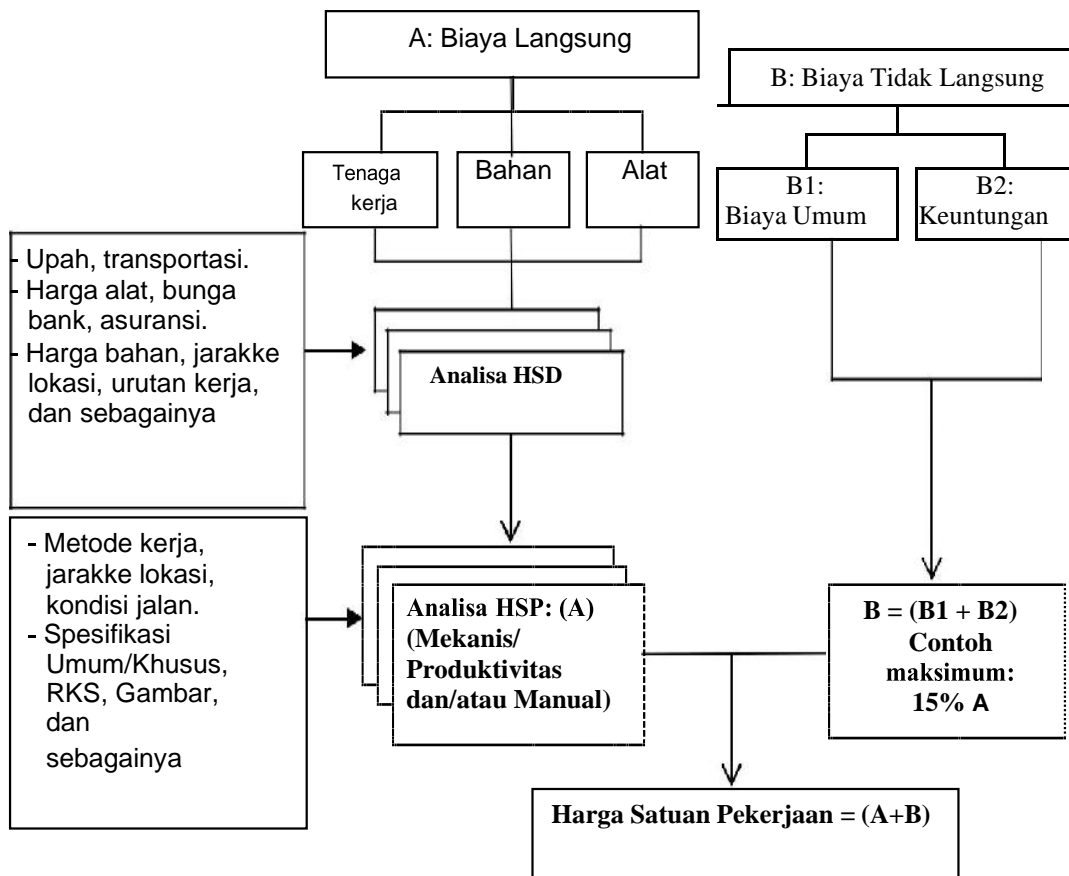 A: Biaya Langsung
B: Biaya Tidak Langsung
Tenaga
kerja
Bahan
Alat
B1:
Biaya Umum
B2:
Keuntungan
- Upah, transportasi.
- Harga alat, bunga
bank, asuransi.
- Harga bahan, jarakke
lokasi, urutan kerja,
dan sebagainya
Analisa HSD
- Metode kerja,
jarakke lokasi,
kondisi jalan.
- Spesifikasi
Umum/Khusus,
RKS, Gambar,
dan
sebagainya
Analisa HSP: (A)
(Mekanis/
Produktivitas
dan/atau Manual)
B = (B1 + B2)
Contoh
maksimum:
15% A
Harga Satuan Pekerjaan = (A+B)